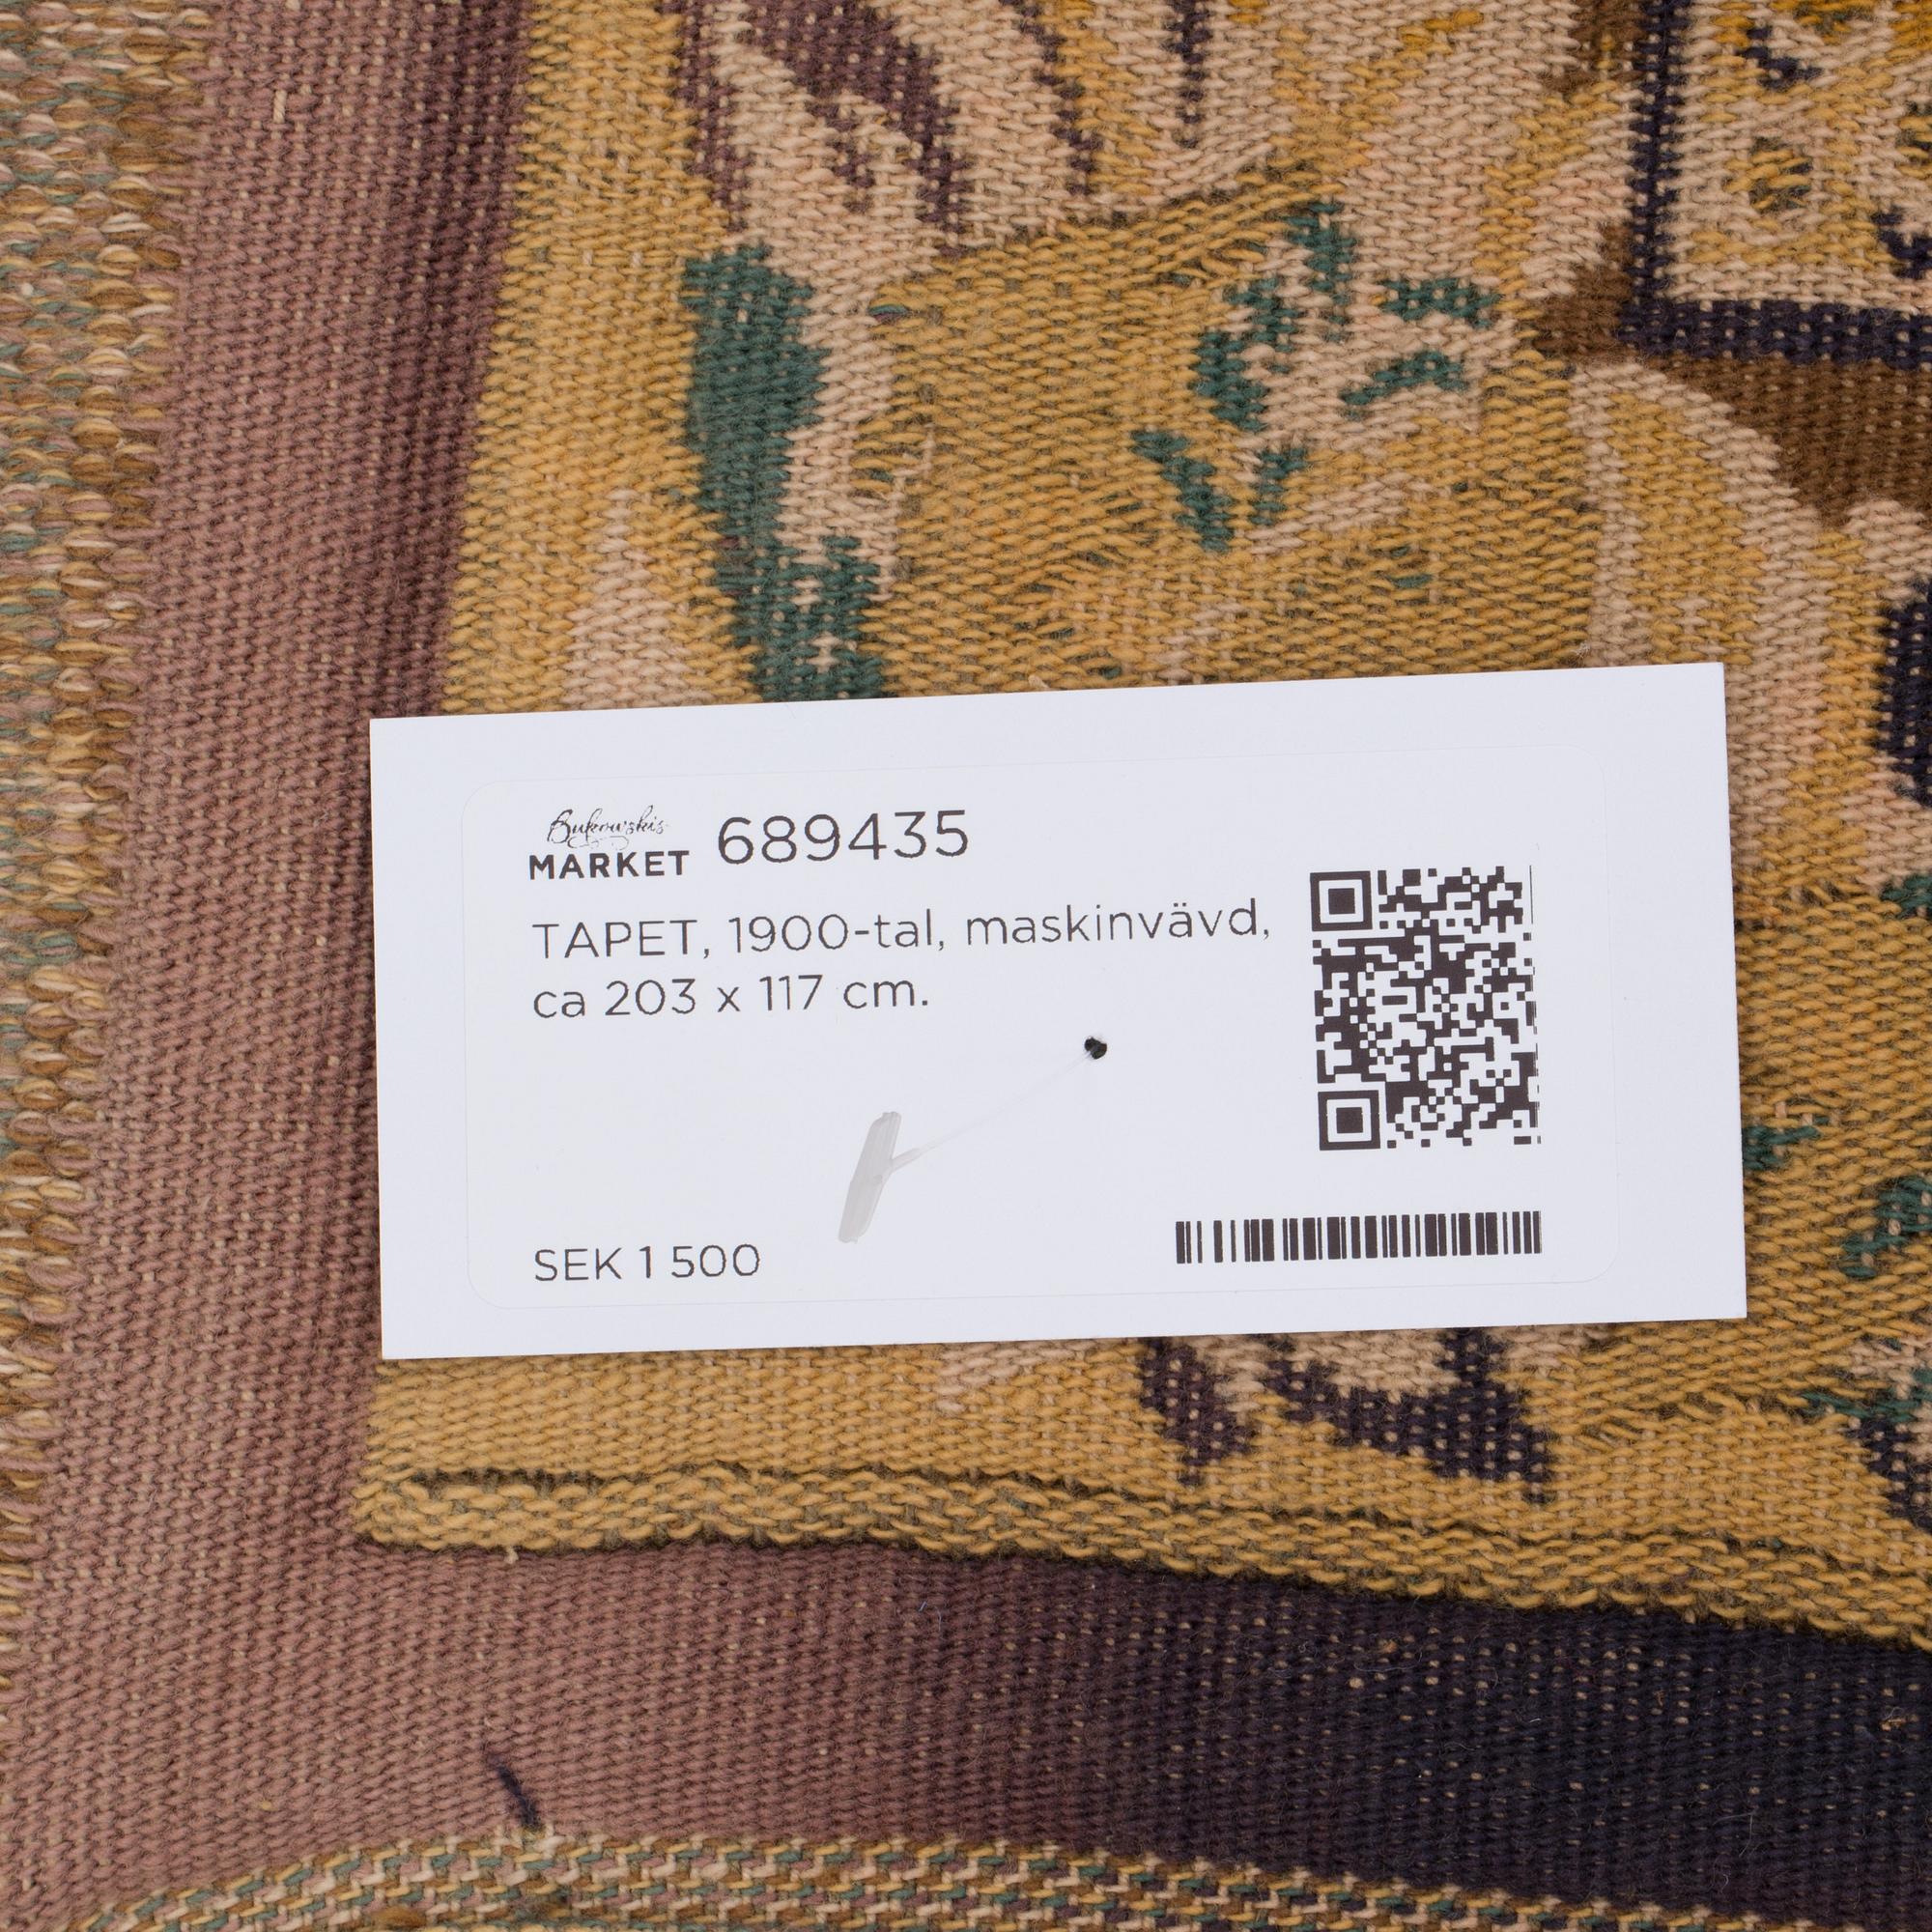 Bukowskis
MARKET 689435
TAPET, 1900-tal, maskinvävd,
ca 203 x 117 cm.
SEK 1 500